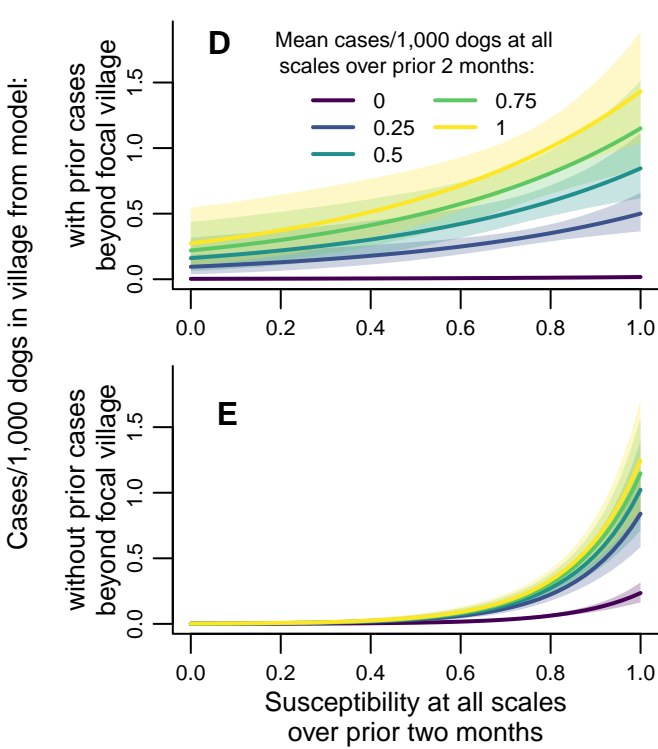 Cases/1,000 dogs in village from model:
with prior cases
beyond focal village
D
Mean cases/1,000 dogs at all
scales over prior 2 months:
0
0.25
0.5
0.75
1
1.5
1.0
0.5
0.0
0.0 0.2 0.4 0.6 0.8 1.0
without prior cases
beyond focal village
E
1.5
1.0
0.5
0.0
0.0 0.2 0.4 0.6 0.8 1.0
Susceptibility at all scales
over prior two months